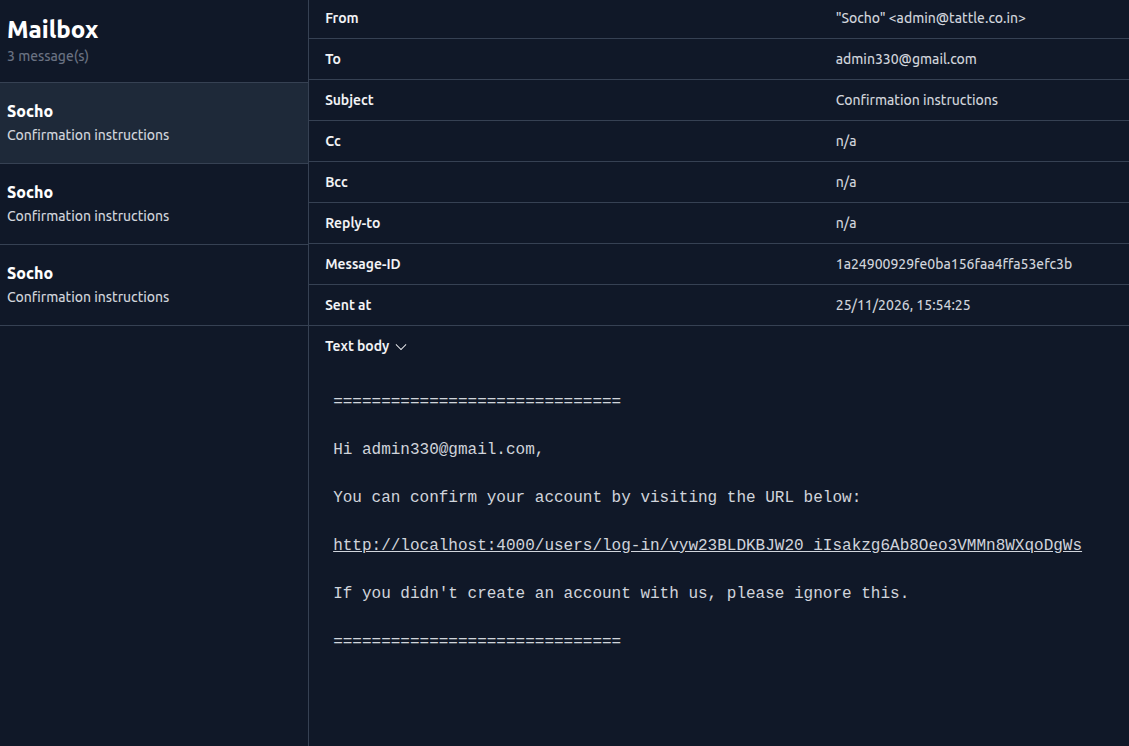 Mailbox
3 message(s)
Socho
Confirmation instructions
Socho
Confirmation instructions
Socho
Confirmation instructions
From "Socho" <admin@tattle.co.in>
To admin330@gmail.com
Subject Confirmation instructions
Cc n/a
Bcc n/a
Reply-to n/a
Message-ID 1a24900929fe0ba156faa4ffa53efc3b
Sent at 25/11/2026, 15:54:25
Text body
==============================
Hi admin330@gmail.com,
You can confirm your account by visiting the URL below:
http://localhost:4000/users/log-in/vyw23BLDKBJW20_iIsakzg6Ab8Oeo3VMMn8WXqoDgWs
If you didn't create an account with us, please ignore this.
==============================